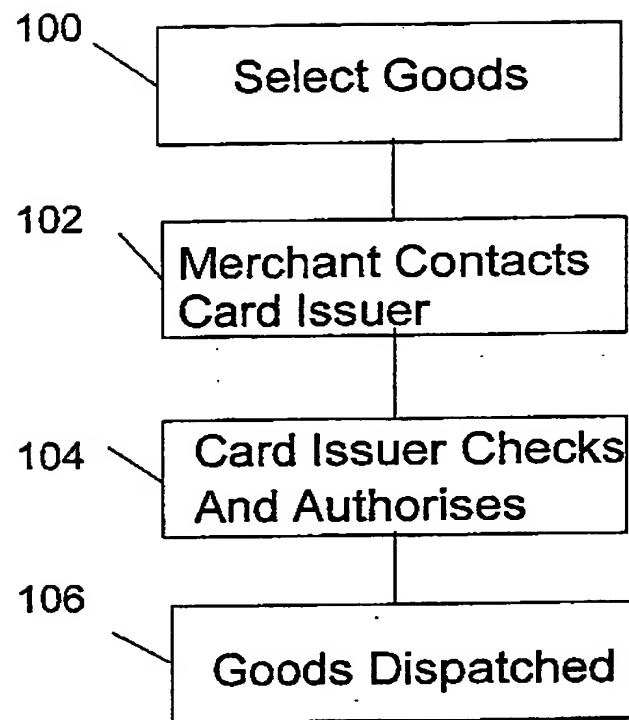 100
Select Goods
102
Merchant Contacts
Card Issuer
104
Card Issuer Checks
And Authorises
106
Goods Dispatched